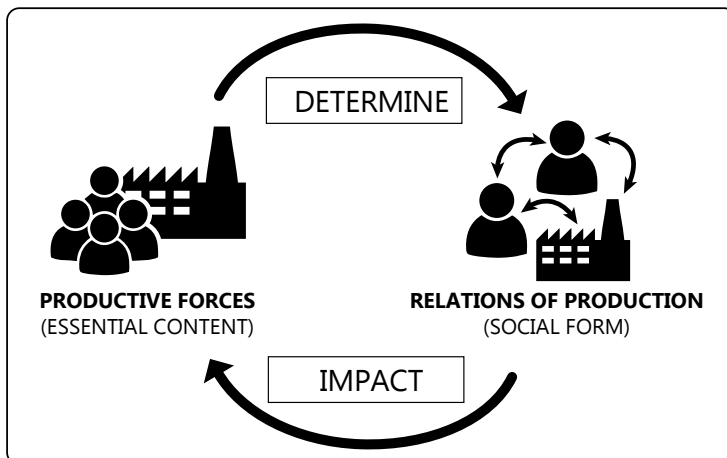 DETERMINE
PRODUCTIVE FORCES
(ESSENTIAL CONTENT)
RELATIONS OF PRODUCTION
(SOCIAL FORM)
IMPACT